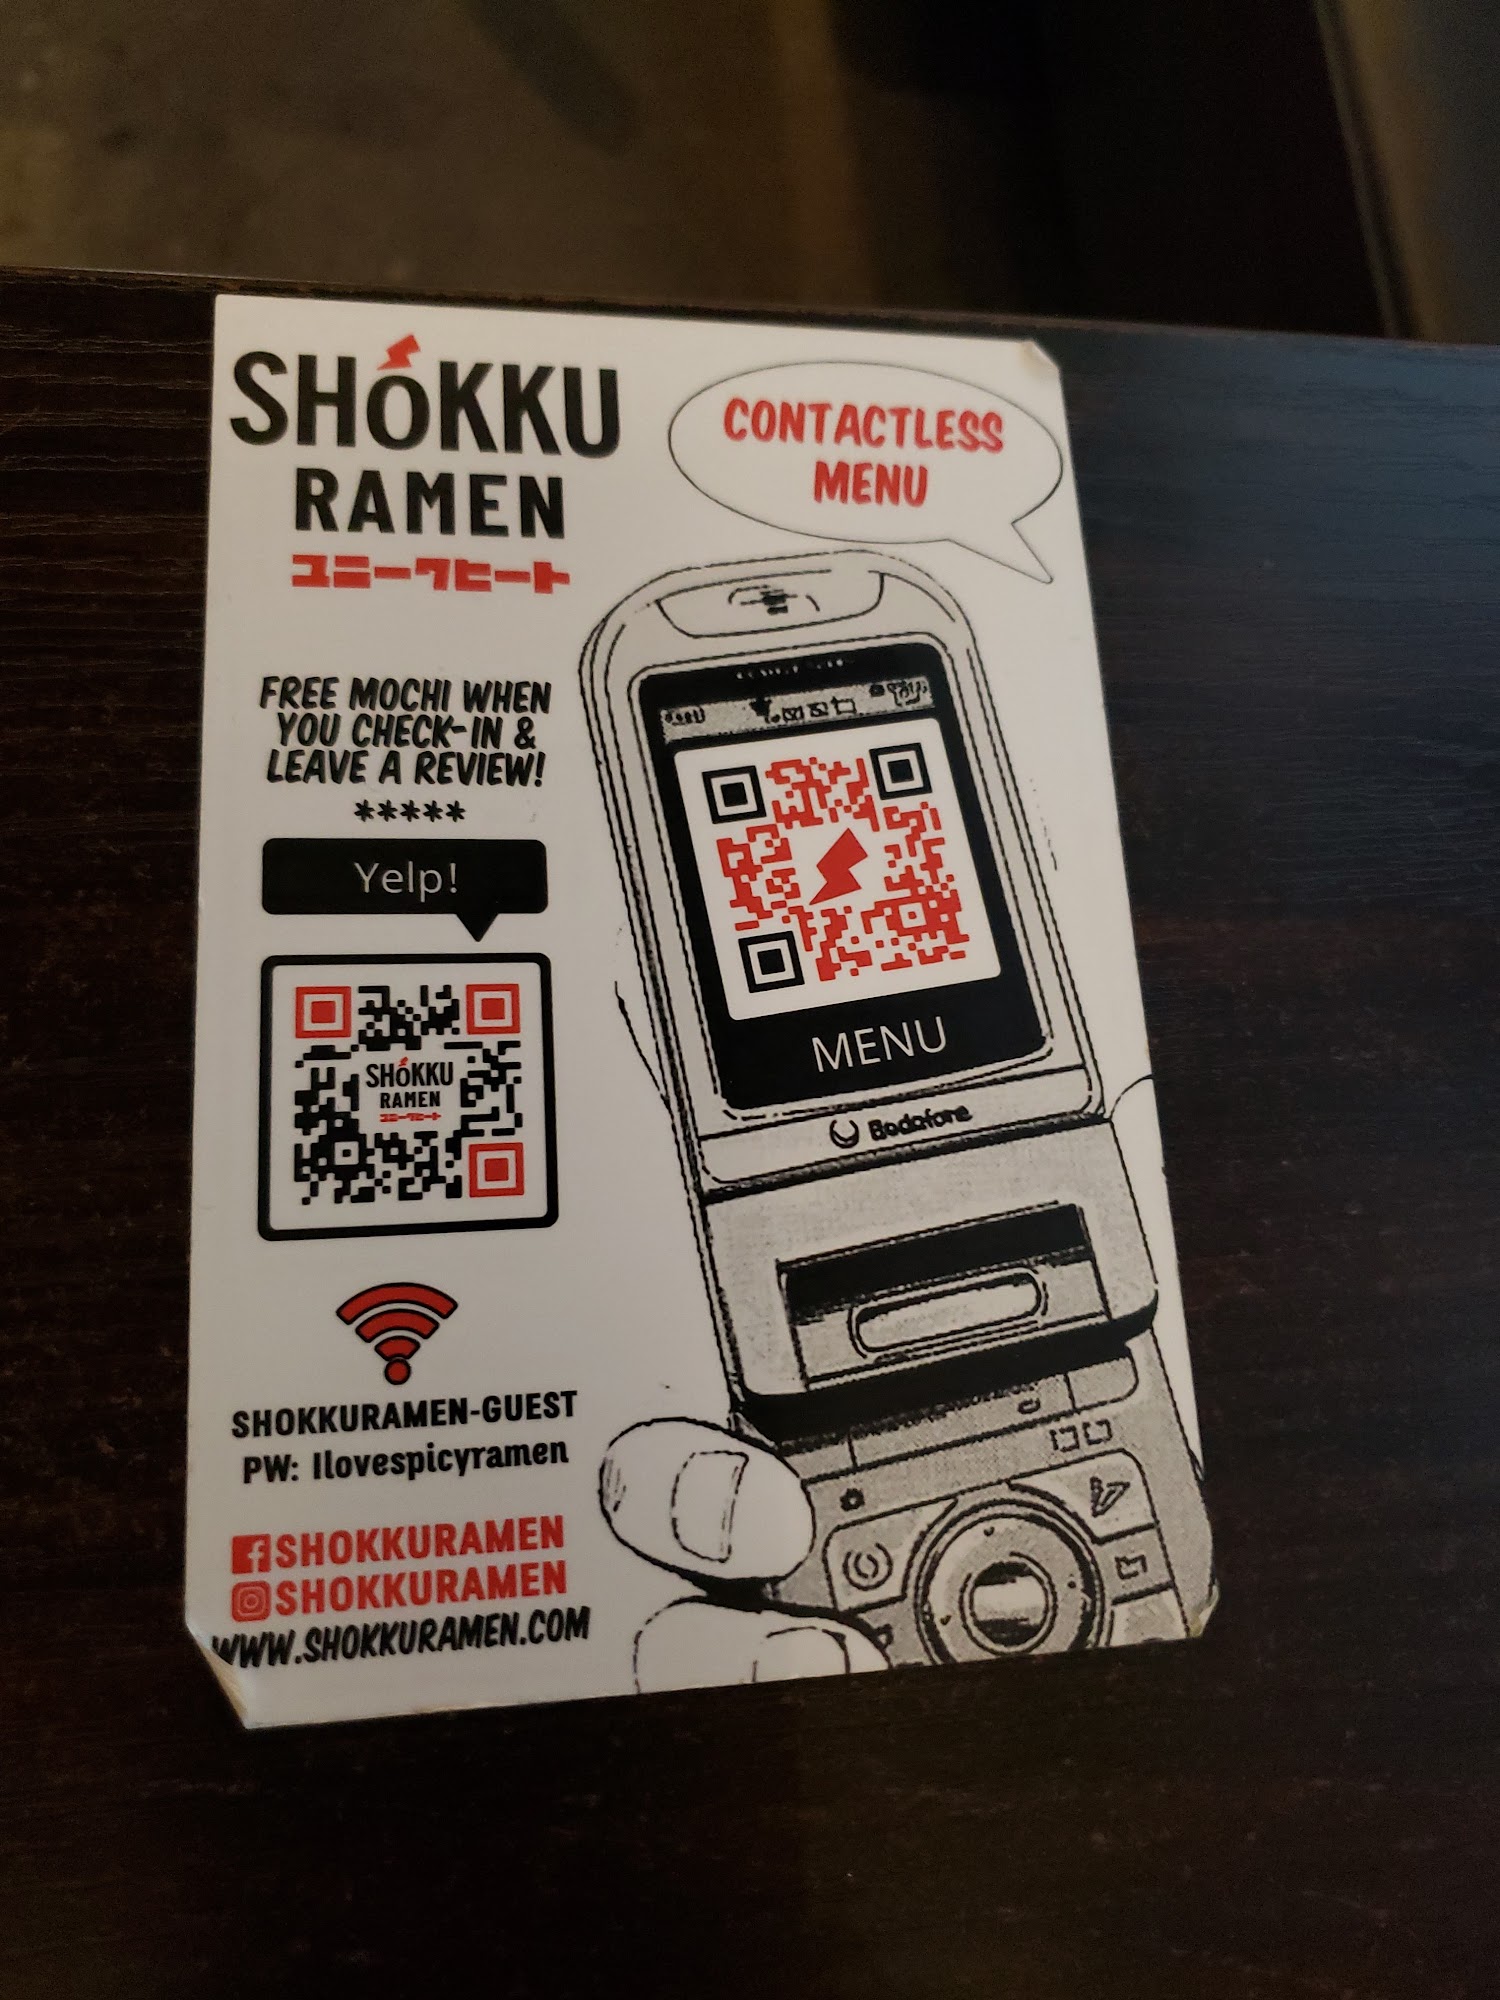 SHOKKU
RAMEN
ユニークヒート
CONTACTLESS
MENU
FREE MOCHI WHEN
YOU CHECK-IN &
LEAVE A REVIEW!
*****
Yelp!
SHOKKU
RAMEN
ユニークヒート
MENU
Bodafone
SHOKKURAMEN-GUEST
PW: Ilovespicyramen
SHOKKURAMEN
SHOKKURAMEN
WWW.SHOKKURAMEN.COM